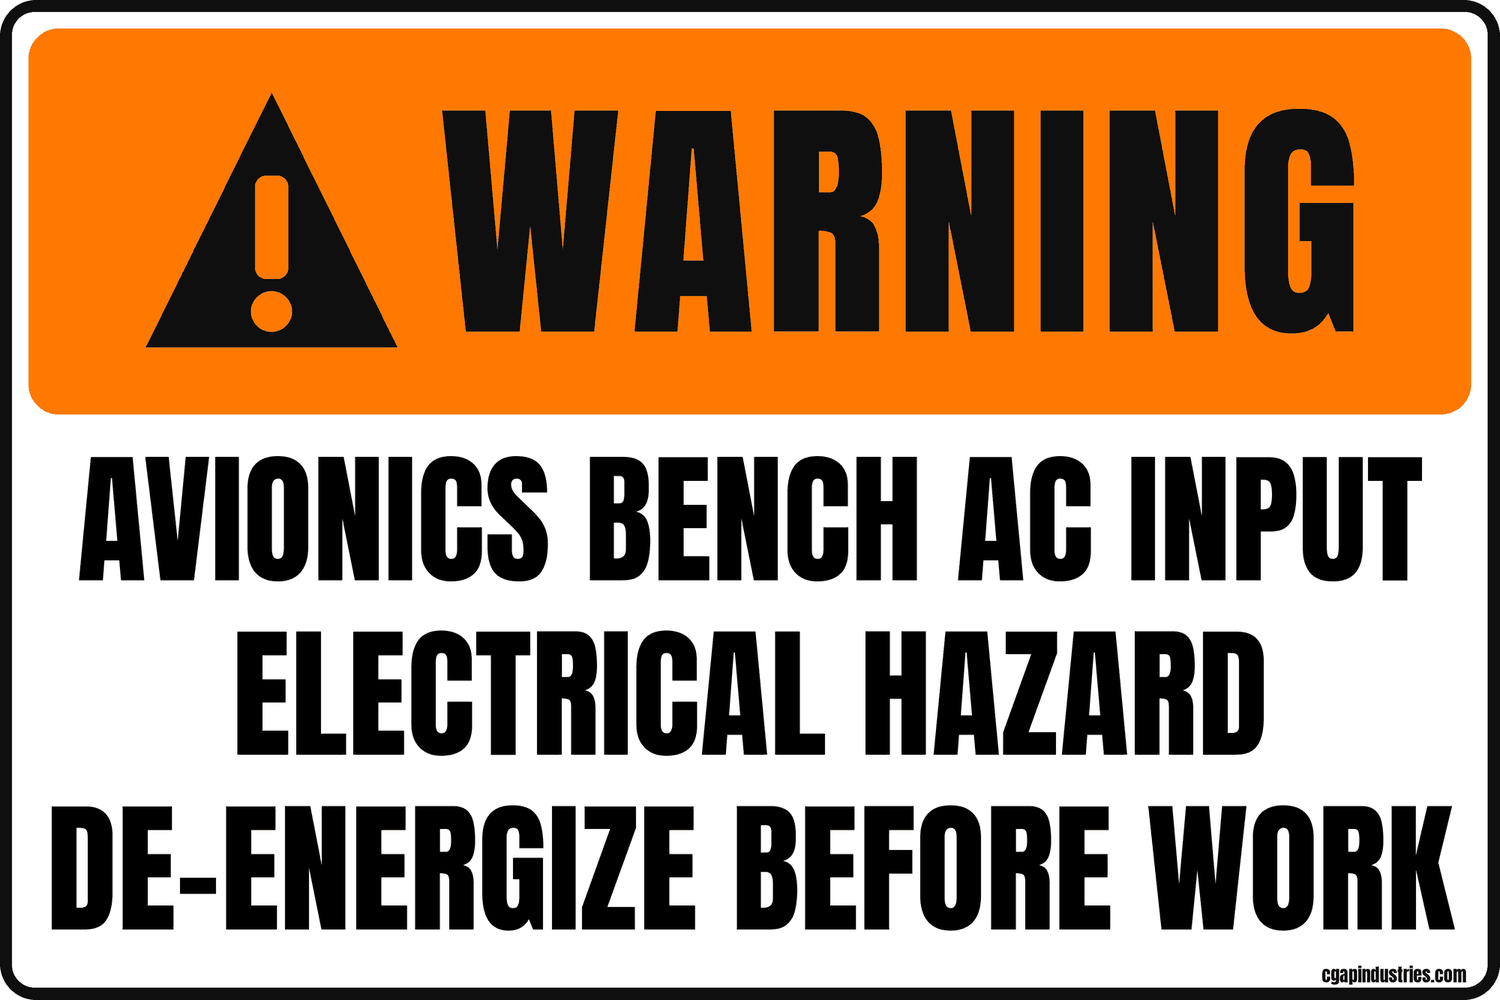 WARNING
AVIONICS BENCH AC INPUT
ELECTRICAL HAZARD
DE-ENERGIZE BEFORE WORK
cgapindustries.com